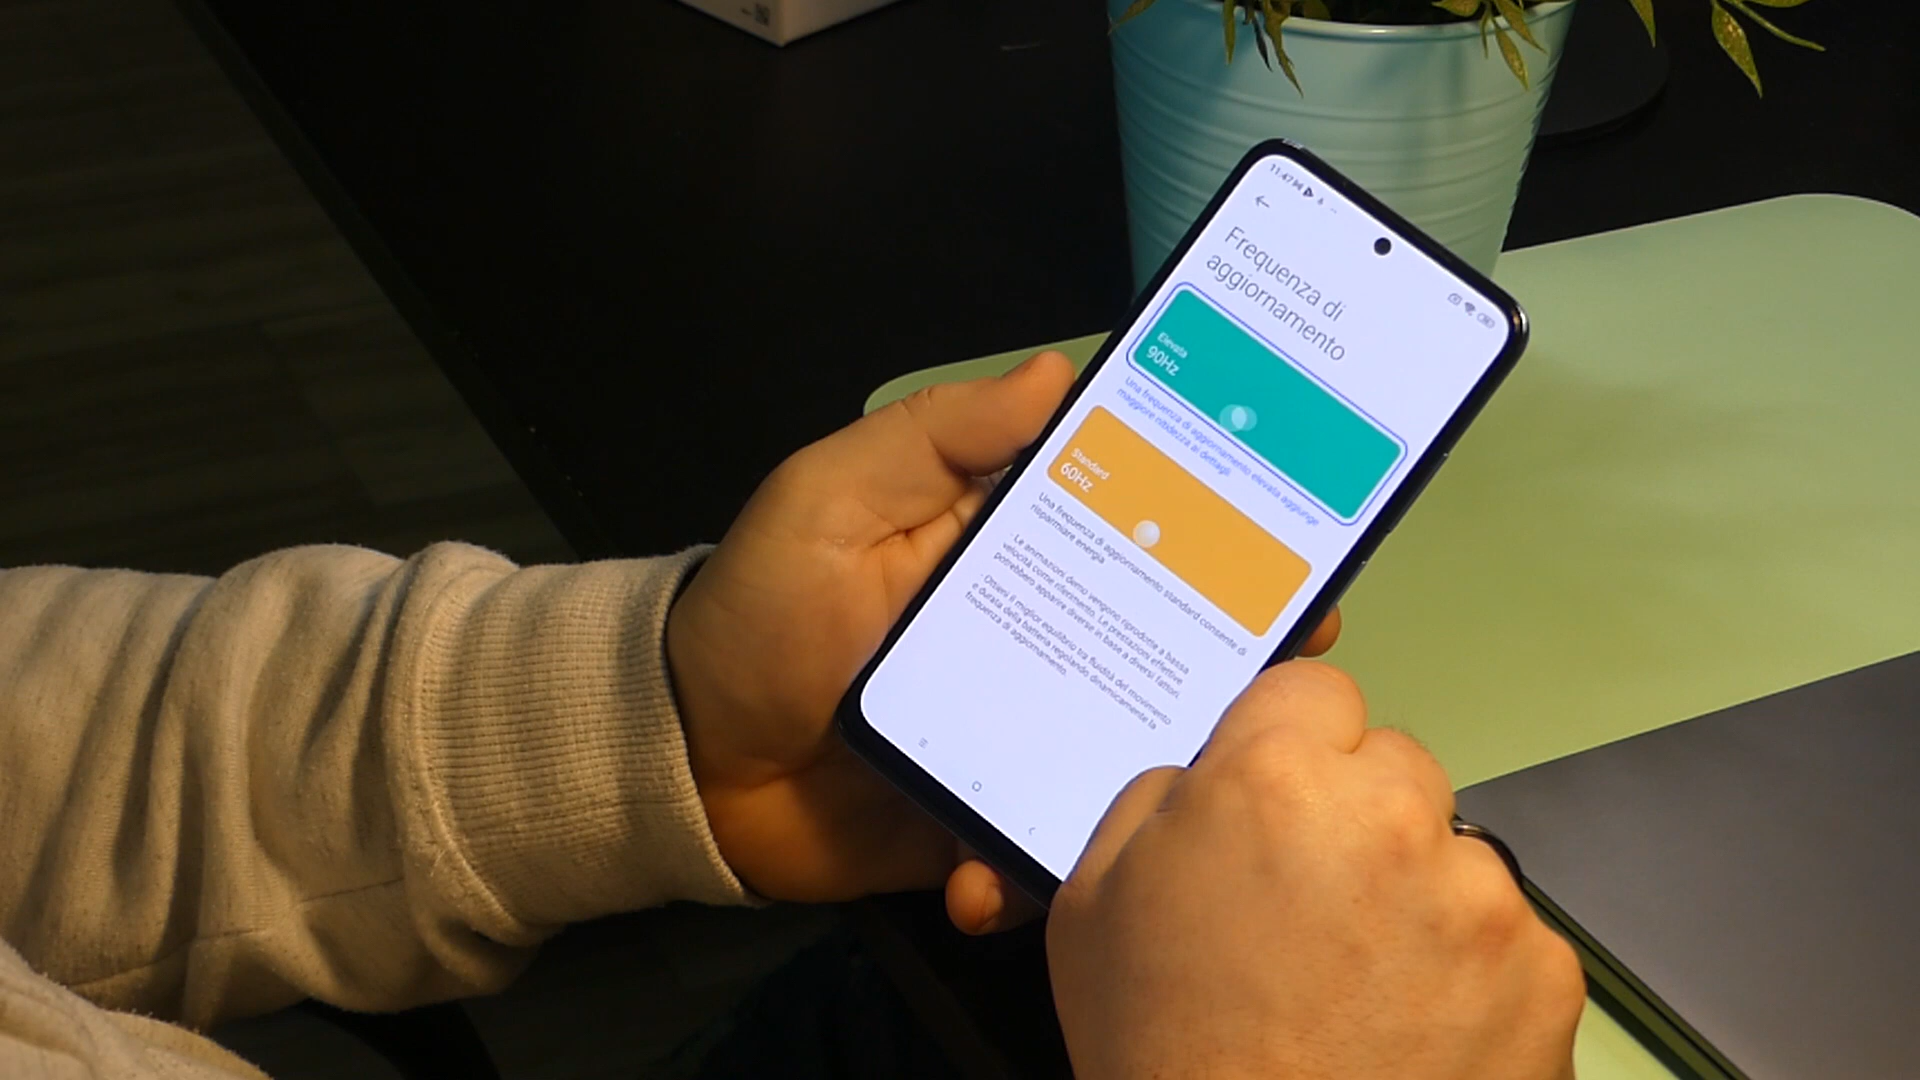 11:47
Frequenza di
aggiornamento
Elevata
90Hz
Una frequenza di aggiornamento elevata aggiunge
maggiore nitidezza ai dettagli
Standard
60Hz
Una frequenza di aggiornamento standard consente di
risparmiare energia
· Le animazioni demo vengono riprodotte a bassa
velocità come riferimento. Le prestazioni effettive
potrebbero apparire diverse in base a diversi fattori.
· Ottieni il miglior equilibrio tra fluidità del movimento
e durata della batteria regolando dinamicamente la
frequenza di aggiornamento.